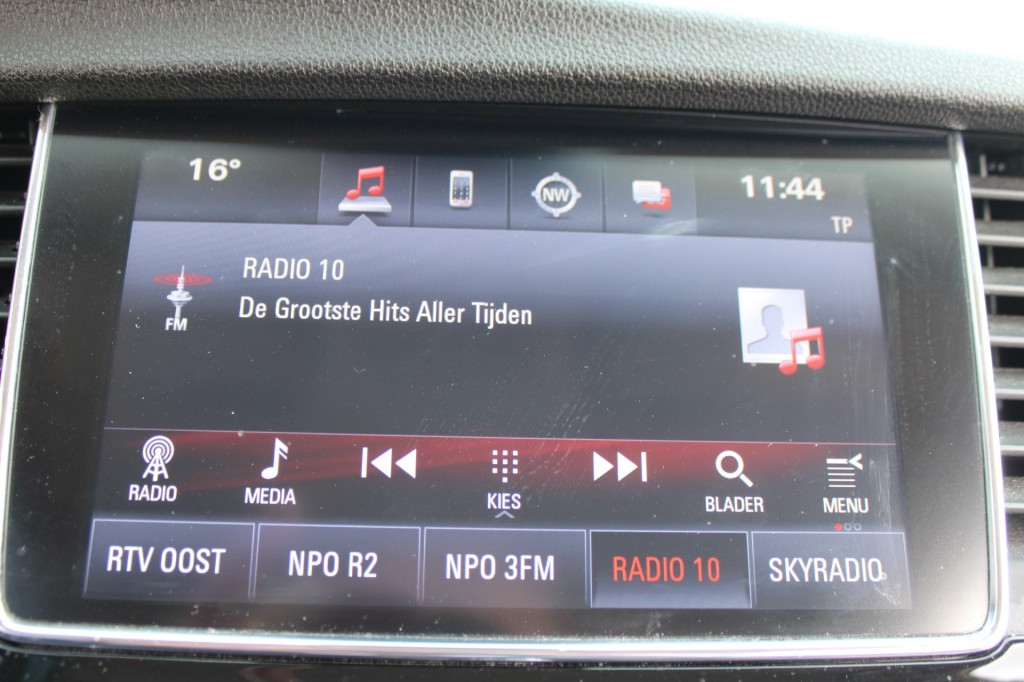 16°
NW
11:44
TP
RADIO 10
De Grootste Hits Aller Tijden
FM
RADIO
MEDIA
KIES
BLADER
MENU
RTV OOST
NPO R2
NPO 3FM
RADIO 10
SKYRADIO